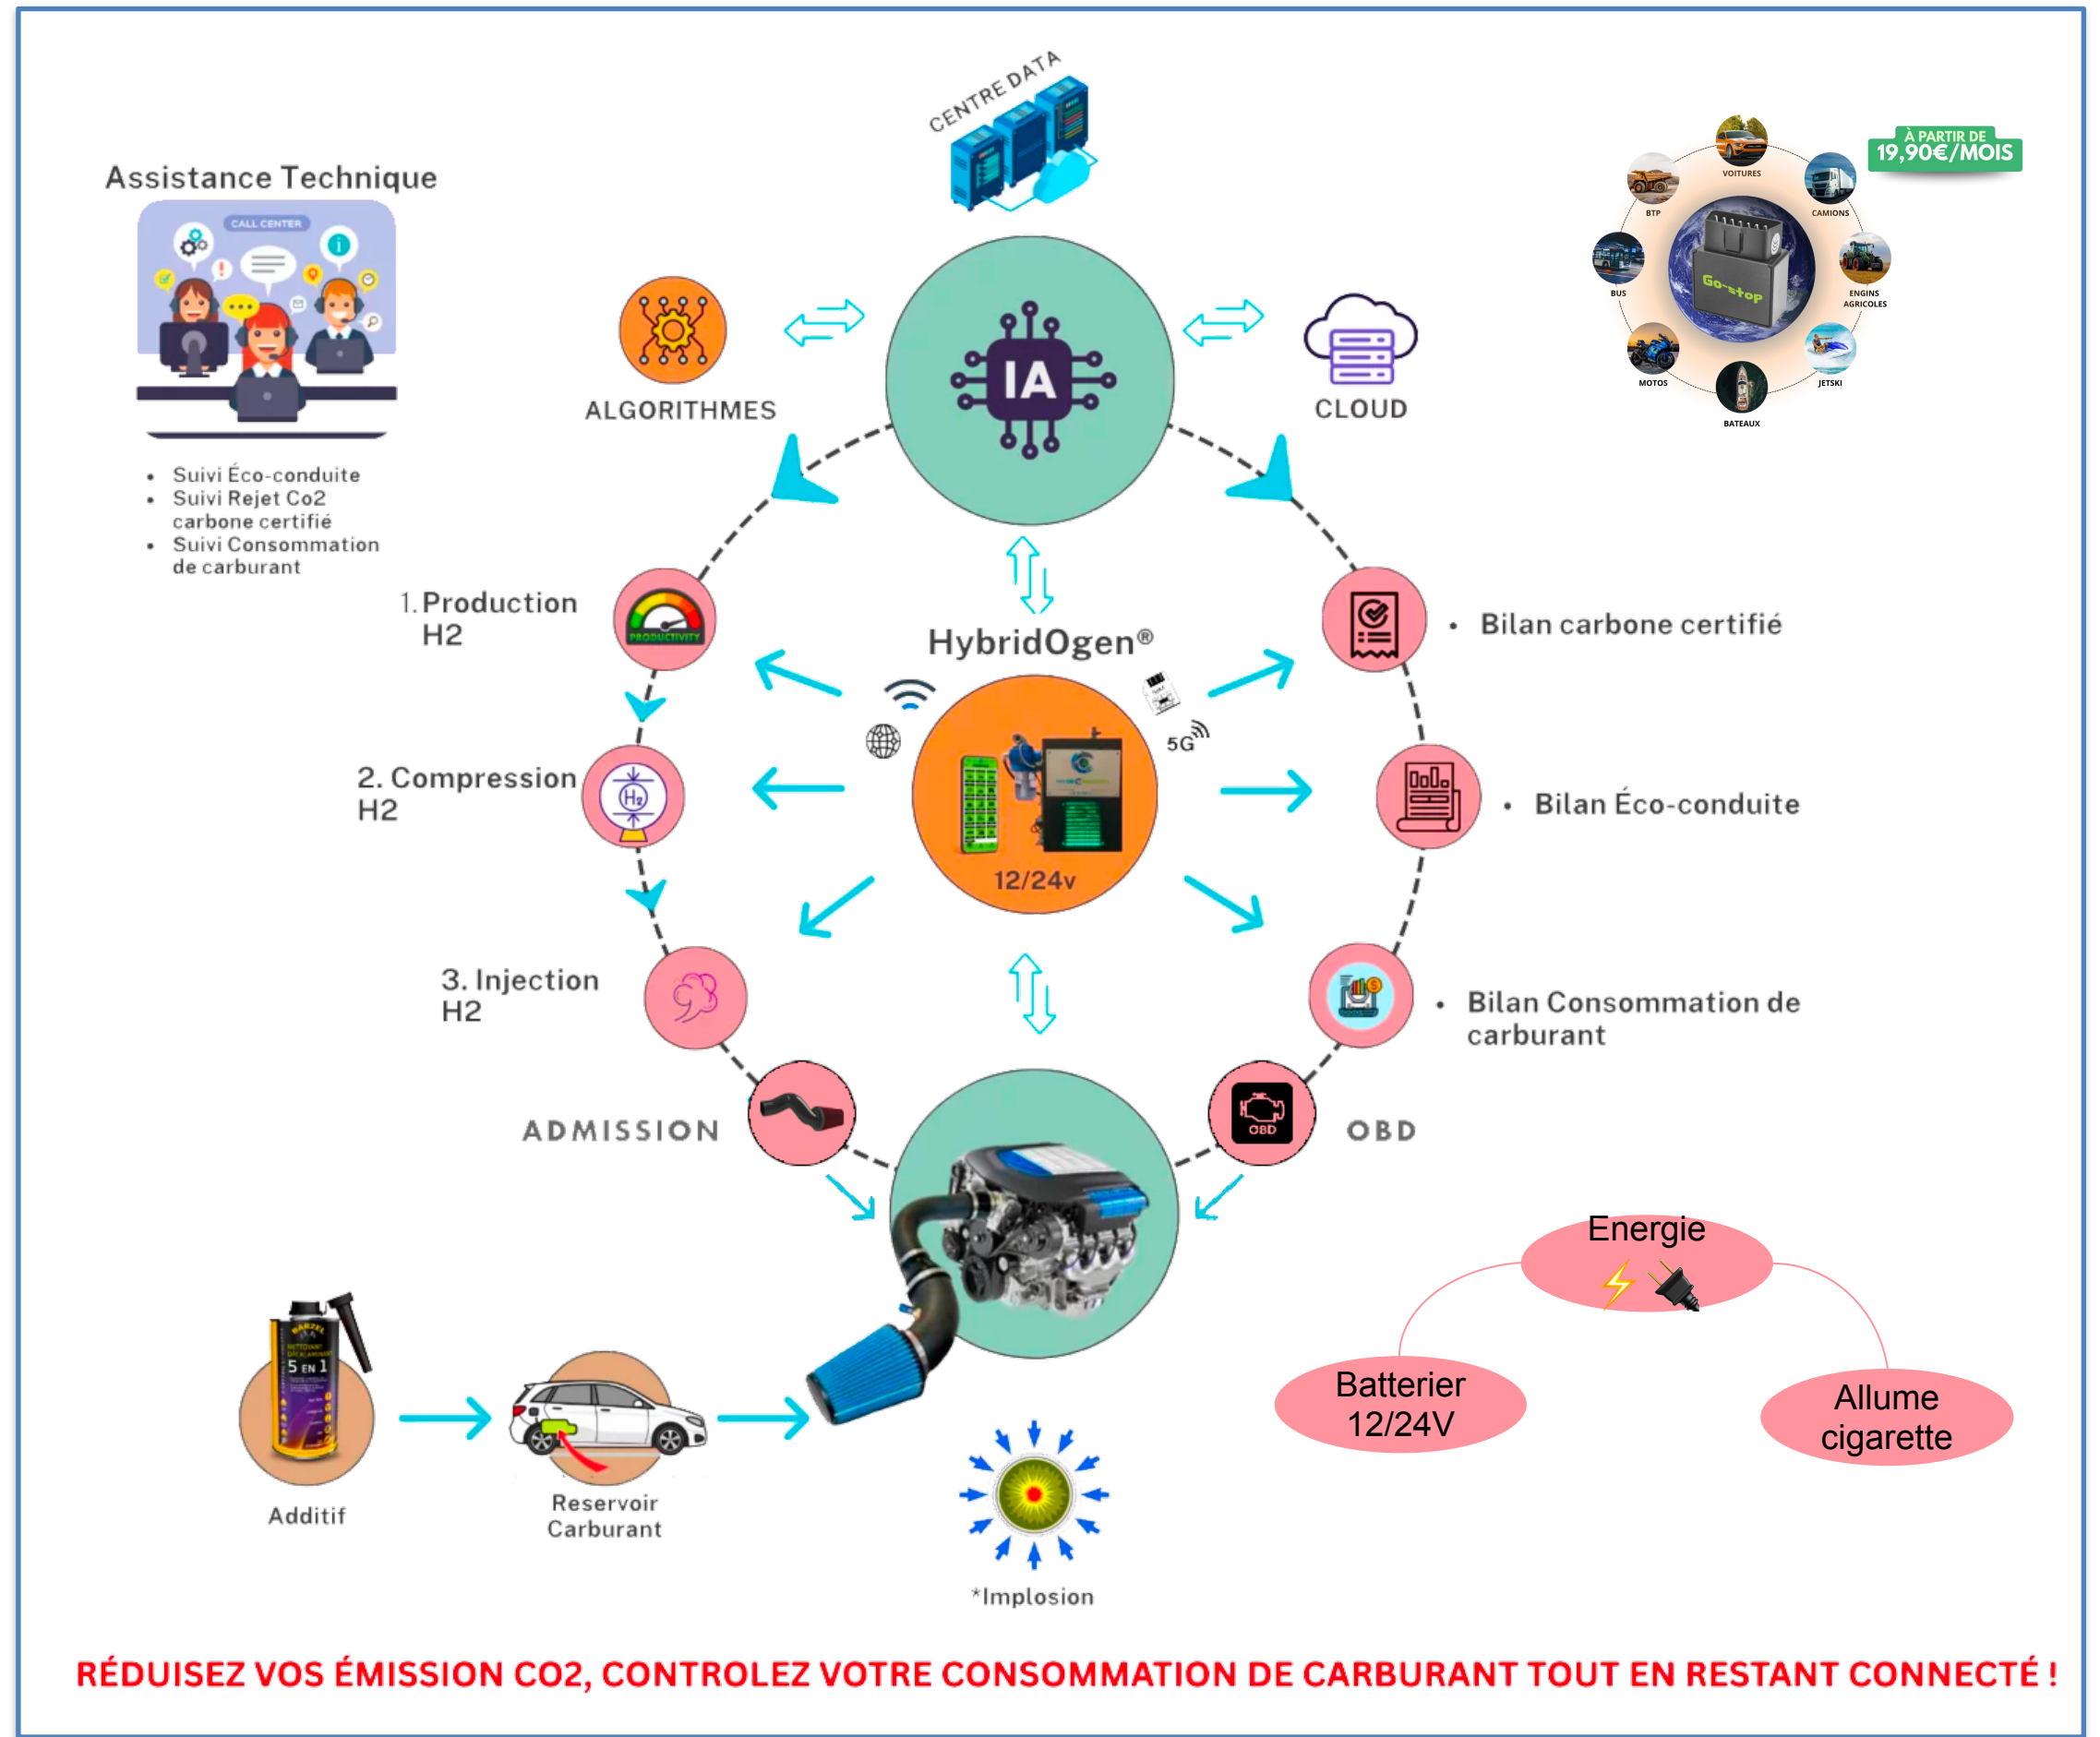 CENTRE DATA
Assistance Technique
CALL CENTER
À PARTIR DE
19,90€/MOIS
VOITURES
BTP
CAMIONS
BUS
Go-stop
ENGINS
AGRICOLES
MOTOS
JETSKI
BATEAUX
IA
ALGORITHMES
CLOUD
• Suivi Éco-conduite
• Suivi Rejet Co2
carbone certifié
• Suivi Consommation
de carburant
1. Production
H2
PRODUCTIVITY
HybridOgen®
• Bilan carbone certifié
5G
2. Compression
H2
H2
12/24v
• Bilan Éco-conduite
3. Injection
H2
• Bilan Consommation de
carburant
ADMISSION
OBD
OBD
Energie
BARZEL
5 EN 1
Batterier
12/24V
Allume
cigarette
Additif
Reservoir
Carburant
*Implosion
RÉDUISEZ VOS ÉMISSION CO2, CONTROLEZ VOTRE CONSOMMATION DE CARBURANT TOUT EN RESTANT CONNECTÉ !